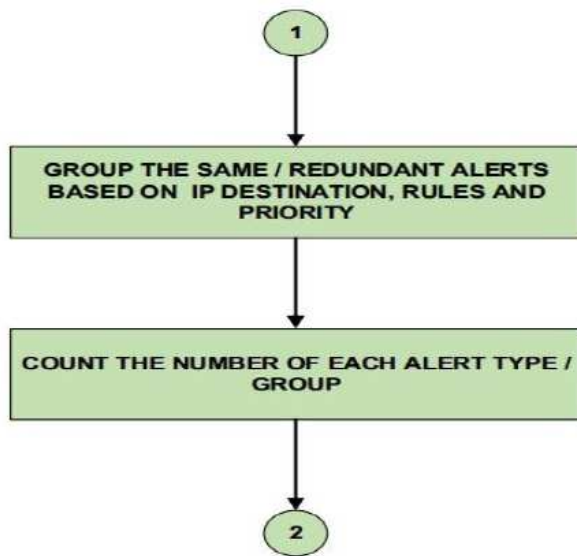 1
GROUP THE SAME / REDUNDANT ALERTS
BASED ON IP DESTINATION, RULES AND
PRIORITY
COUNT THE NUMBER OF EACH ALERT TYPE /
GROUP
2